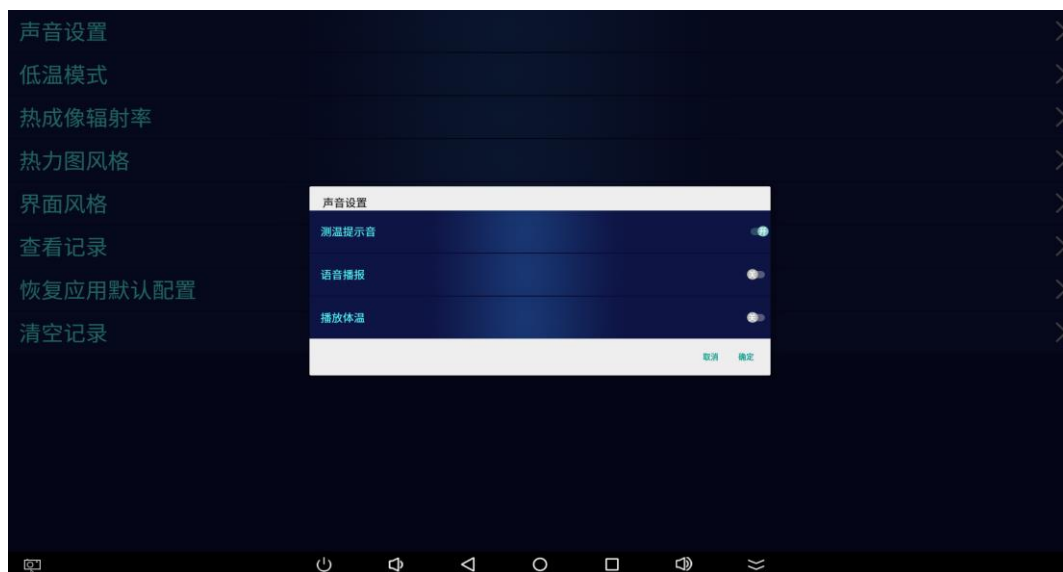 声音设置
低温模式
热成像辐射率
热力图风格
界面风格
查看记录
恢复应用默认配置
清空记录
声音设置
测温提示音
开
语音播报
关
播放体温
关
取消 确定